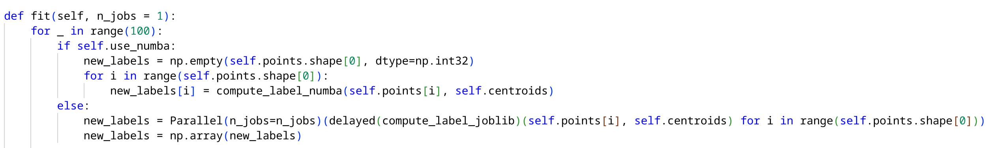 def fit(self, n_jobs = 1):
    for _ in range(100):
        if self.use_numba:
            new_labels = np.empty(self.points.shape[0], dtype=np.int32)
            for i in range(self.points.shape[0]):
                new_labels[i] = compute_label_numba(self.points[i], self.centroids)
        else:
            new_labels = Parallel(n_jobs=n_jobs)(delayed(compute_label_joblib)(self.points[i], self.centroids) for i in range(self.points.shape[0]))
            new_labels = np.array(new_labels)